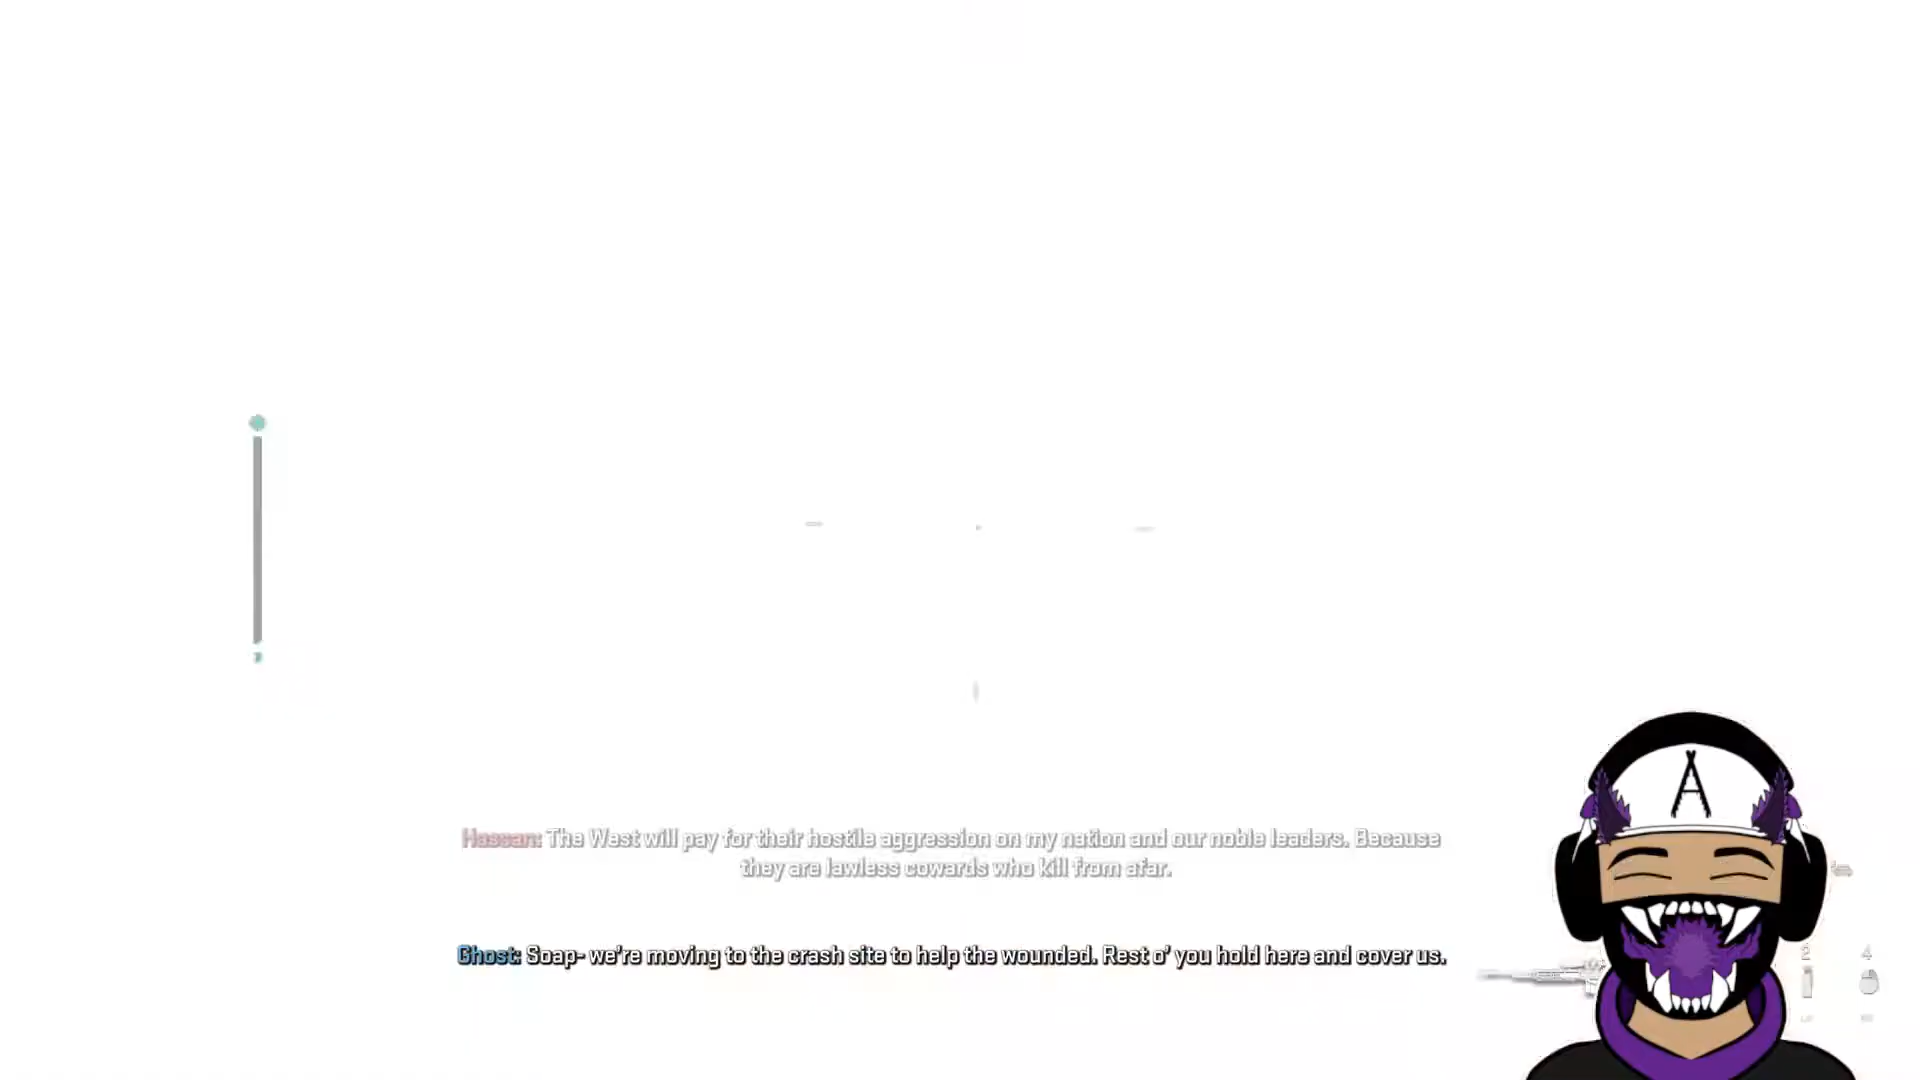 A
Hassan: The West will pay for their hostile aggression on my nation and our noble leaders. Because
they are lawless cowards who kill from afar.
Ghost: Soap- we're moving to the crash site to help the wounded. Rest o' you hold here and cover us.
2 4